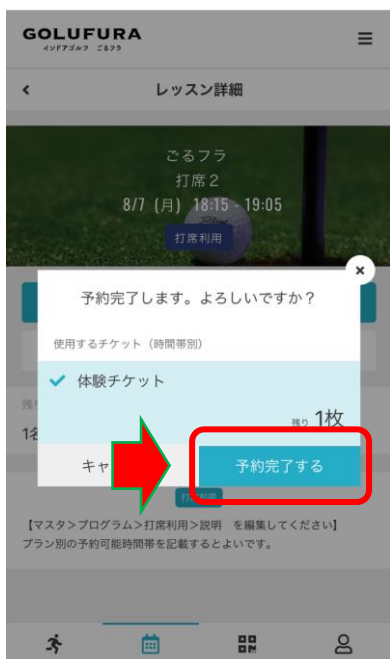 GOLUFURA
インドアゴルフ ごるフラ
レッスン詳細
ごるフラ
打席2
8/7 (月) 18:15 - 19:05
打席利用
予約完了します。よろしいですか?
使用するチケット(時間帯別)
体験チケット
残り 1枚
残り
1名
キャ
予約完了する
打席利用
【マスタ>プログラム>打席利用>説明 を編集してください】
プラン別の予約可能時間帯を記載するとよいです。